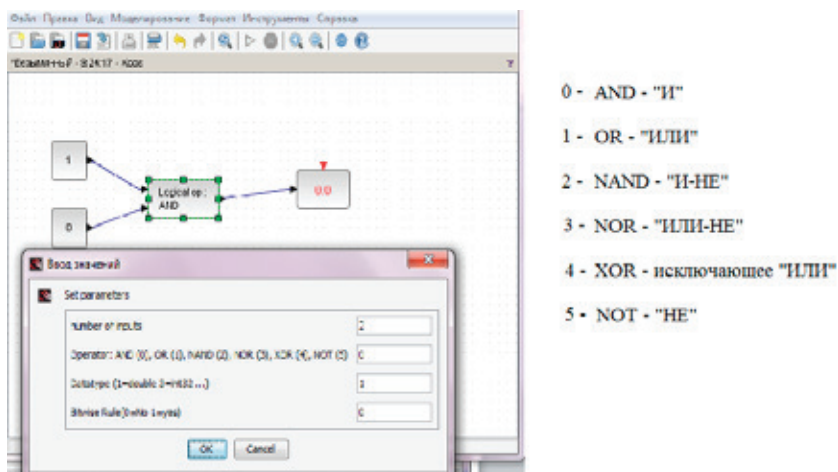 Файл Правка Вид Моделирование Формат Инструменты Справка
1
0
Logical op :
AND
0.0
Ввод значений
Set parameters
number of inputs
2
Operator: AND (0), OR (1), NAND (2), NOR (3), XOR (4), NOT (5)
0
Datatype (1=double 3=int32 ...)
1
Bitwise Rule(0=No 1=yes)
0
OK Cancel
0 - AND - "И"
1 - OR - "ИЛИ"
2 - NAND - "И-НЕ"
3 - NOR - "ИЛИ-НЕ"
4 - XOR - исключающее "ИЛИ"
5 - NOT - "НЕ"